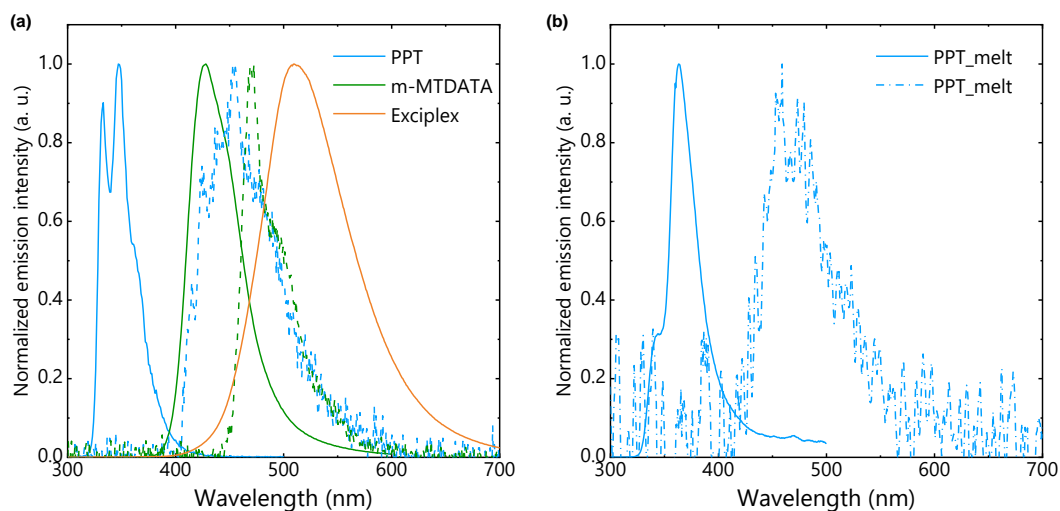 (a)
PPT
m-MTDATA
Exciplex
1.0
0.8
0.6
0.4
0.2
0.0
300 400 500 600 700
Wavelength (nm)
Normalized emission intensity (a. u.)
(b)
PPT_melt
PPT_melt
1.0
0.8
0.6
0.4
0.2
0.0
300 400 500 600 700
Wavelength (nm)
Normalized emission intensity (a. u.)